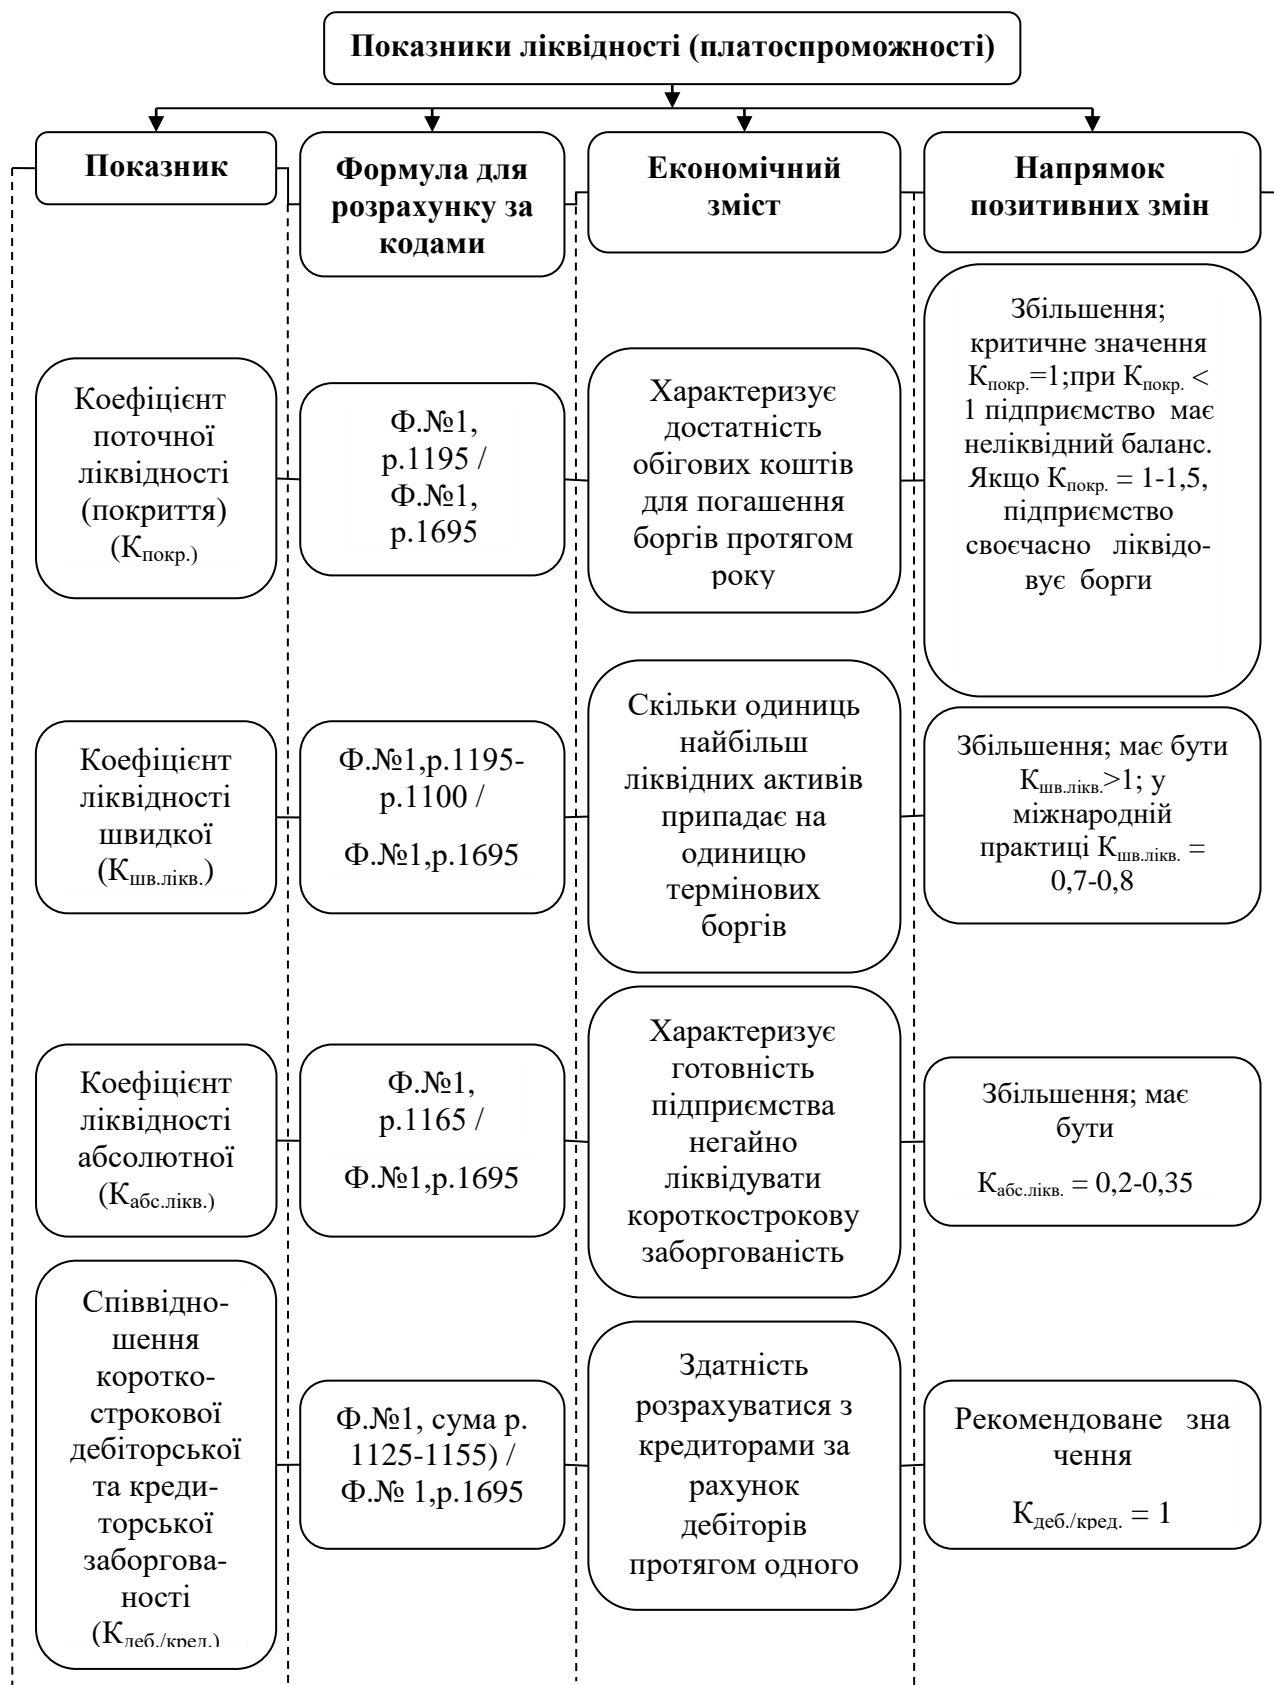 Показники ліквідності (платоспроможності)
Показник
Формула для
розрахунку за
кодами
Економічний
зміст
Напрямок
позитивних змін
Коефіцієнт
поточної
ліквідності
(покриття)
(Кпокр.)
Ф.№1,
р.1195 /
Ф.№1,
р.1695
Характеризує
достатність
обігових коштів
для погашення
боргів протягом
року
Збільшення;
критичне значення
Кпокр.=1;при Кпокр. <
1 підприємство має
неліквідний баланс.
Якщо Кпокр. = 1-1,5,
підприємство
своєчасно ліквідо-
вує борги
Коефіцієнт
ліквідності
швидкої
(Кшв.лікв.)
Ф.№1,р.1195-
р.1100 /
Ф.№1,р.1695
Скільки одиниць
найбільш
ліквідних активів
припадає на
одиницю
термінових
боргів
Збільшення; має бути
Кшв.лікв.>1; у
міжнародній
практиці Кшв.лікв. =
0,7-0,8
Коефіцієнт
ліквідності
абсолютної
(Кабс.лікв.)
Ф.№1,
р.1165 /
Ф.№1,р.1695
Характеризує
готовність
підприємства
негайно
ліквідувати
короткострокову
заборгованість
Збільшення; має
бути
Кабс.лікв. = 0,2-0,35
Співвідно-
шення
коротко-
строкової
дебіторської
та креди-
торської
заборгова-
ності
(Кдеб./кред.)
Ф.№1, сума р.
1125-1155) /
Ф.№ 1,р.1695
Здатність
розрахуватися з
кредиторами за
рахунок
дебіторів
протягом одного
Рекомендоване зна
чення
Кдеб./кред. = 1